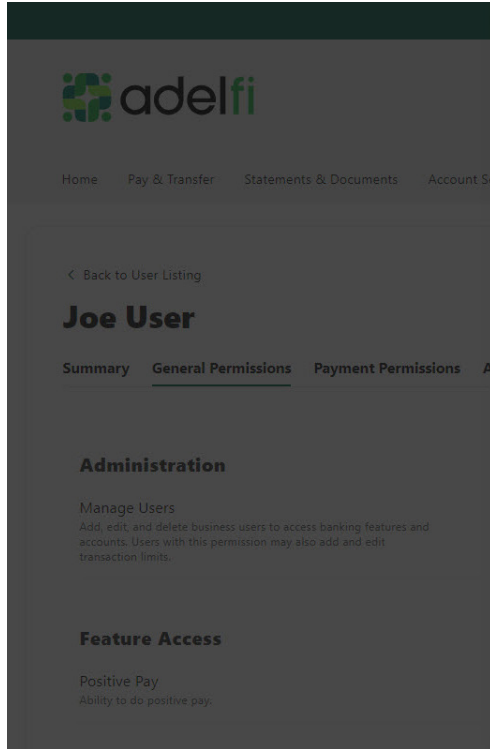 adelfi
Home Pay & Transfer Statements & Documents Account S
< Back to User Listing
Joe User
Summary General Permissions Payment Permissions A
Administration
Manage Users
Add, edit, and delete business users to access banking features and
accounts. Users with this permission may also add and edit
transaction limits.
Feature Access
Positive Pay
Ability to do positive pay.